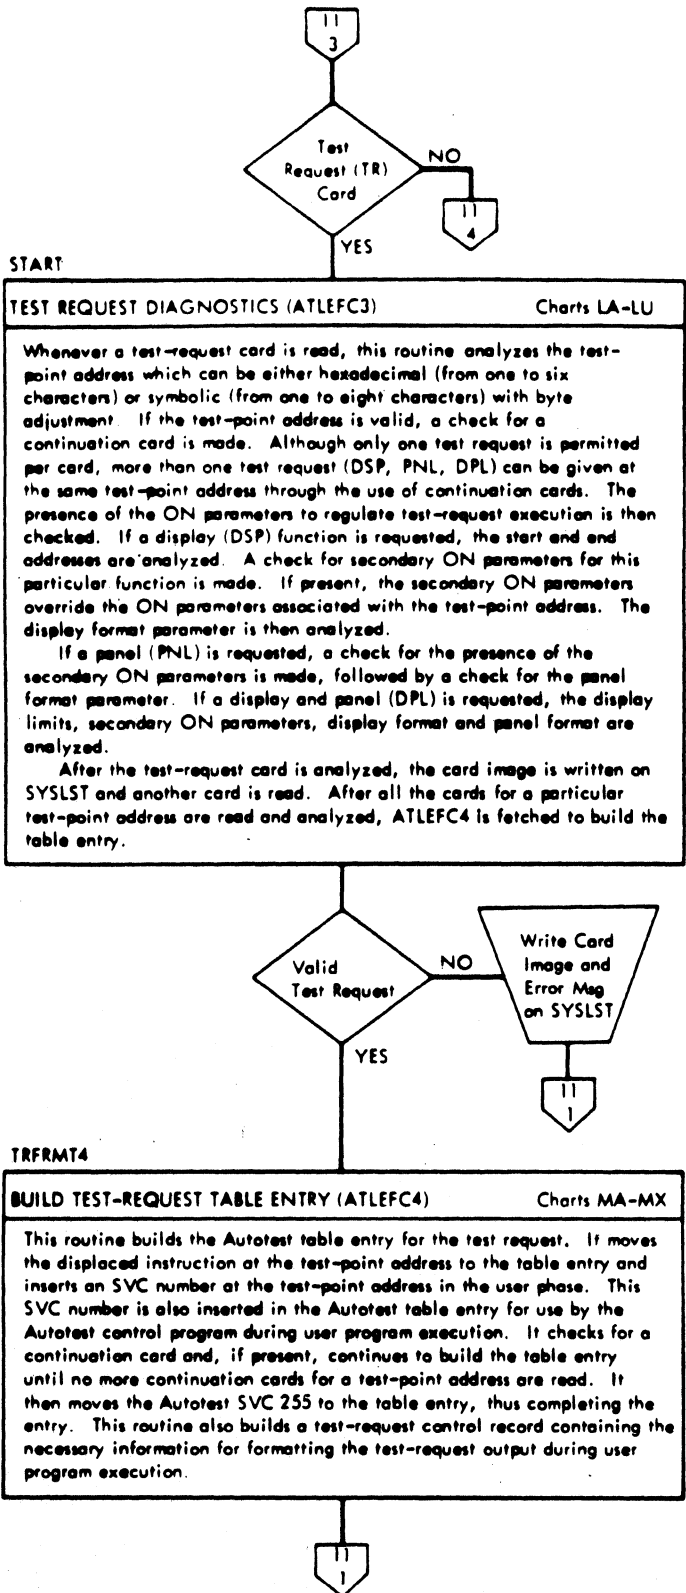 11
3
Test
Request (TR)
Card
NO
11
4
YES
START
TEST REQUEST DIAGNOSTICS (ATLEFC3) Charts LA-LU
Whenever a test-request card is read, this routine analyzes the test-
point address which can be either hexadecimal (from one to six
characters) or symbolic (from one to eight characters) with byte
adjustment. If the test-point address is valid, a check for a
continuation card is made. Although only one test request is permitted
per card, more than one test request (DSP, PNL, DPL) can be given at
the same test-point address through the use of continuation cards. The
presence of the ON parameters to regulate test-request execution is then
checked. If a display (DSP) function is requested, the start end end
addresses are analyzed. A check for secondary ON parameters for this
particular function is made. If present, the secondary ON parameters
override the ON parameters associated with the test-point address. The
display format parameter is then analyzed.
If a panel (PNL) is requested, a check for the presence of the
secondary ON parameters is made, followed by a check for the panel
format parameter. If a display and panel (DPL) is requested, the display
limits, secondary ON parameters, display format and panel format are
analyzed.
After the test-request card is analyzed, the card image is written on
SYSLST and another card is read. After all the cards for a particular
test-point address are read and analyzed, ATLEFC4 is fetched to build the
table entry.
Valid
Test Request
NO
Write Card
Image and
Error Msg
on SYSLST
YES
11
1
TRFRMT4
BUILD TEST-REQUEST TABLE ENTRY (ATLEFC4) Charts MA-MX
This routine builds the Autotest table entry for the test request. It moves
the displaced instruction at the test-point address to the table entry and
inserts an SVC number at the test-point address in the user phase. This
SVC number is also inserted in the Autotest table entry for use by the
Autotest control program during user program execution. It checks for a
continuation card and, if present, continues to build the table entry
until no more continuation cards for a test-point address are read. It
then moves the Autotest SVC 255 to the table entry, thus completing the
entry. This routine also builds a test-request control record containing the
necessary information for formatting the test-request output during user
program execution.
11
1